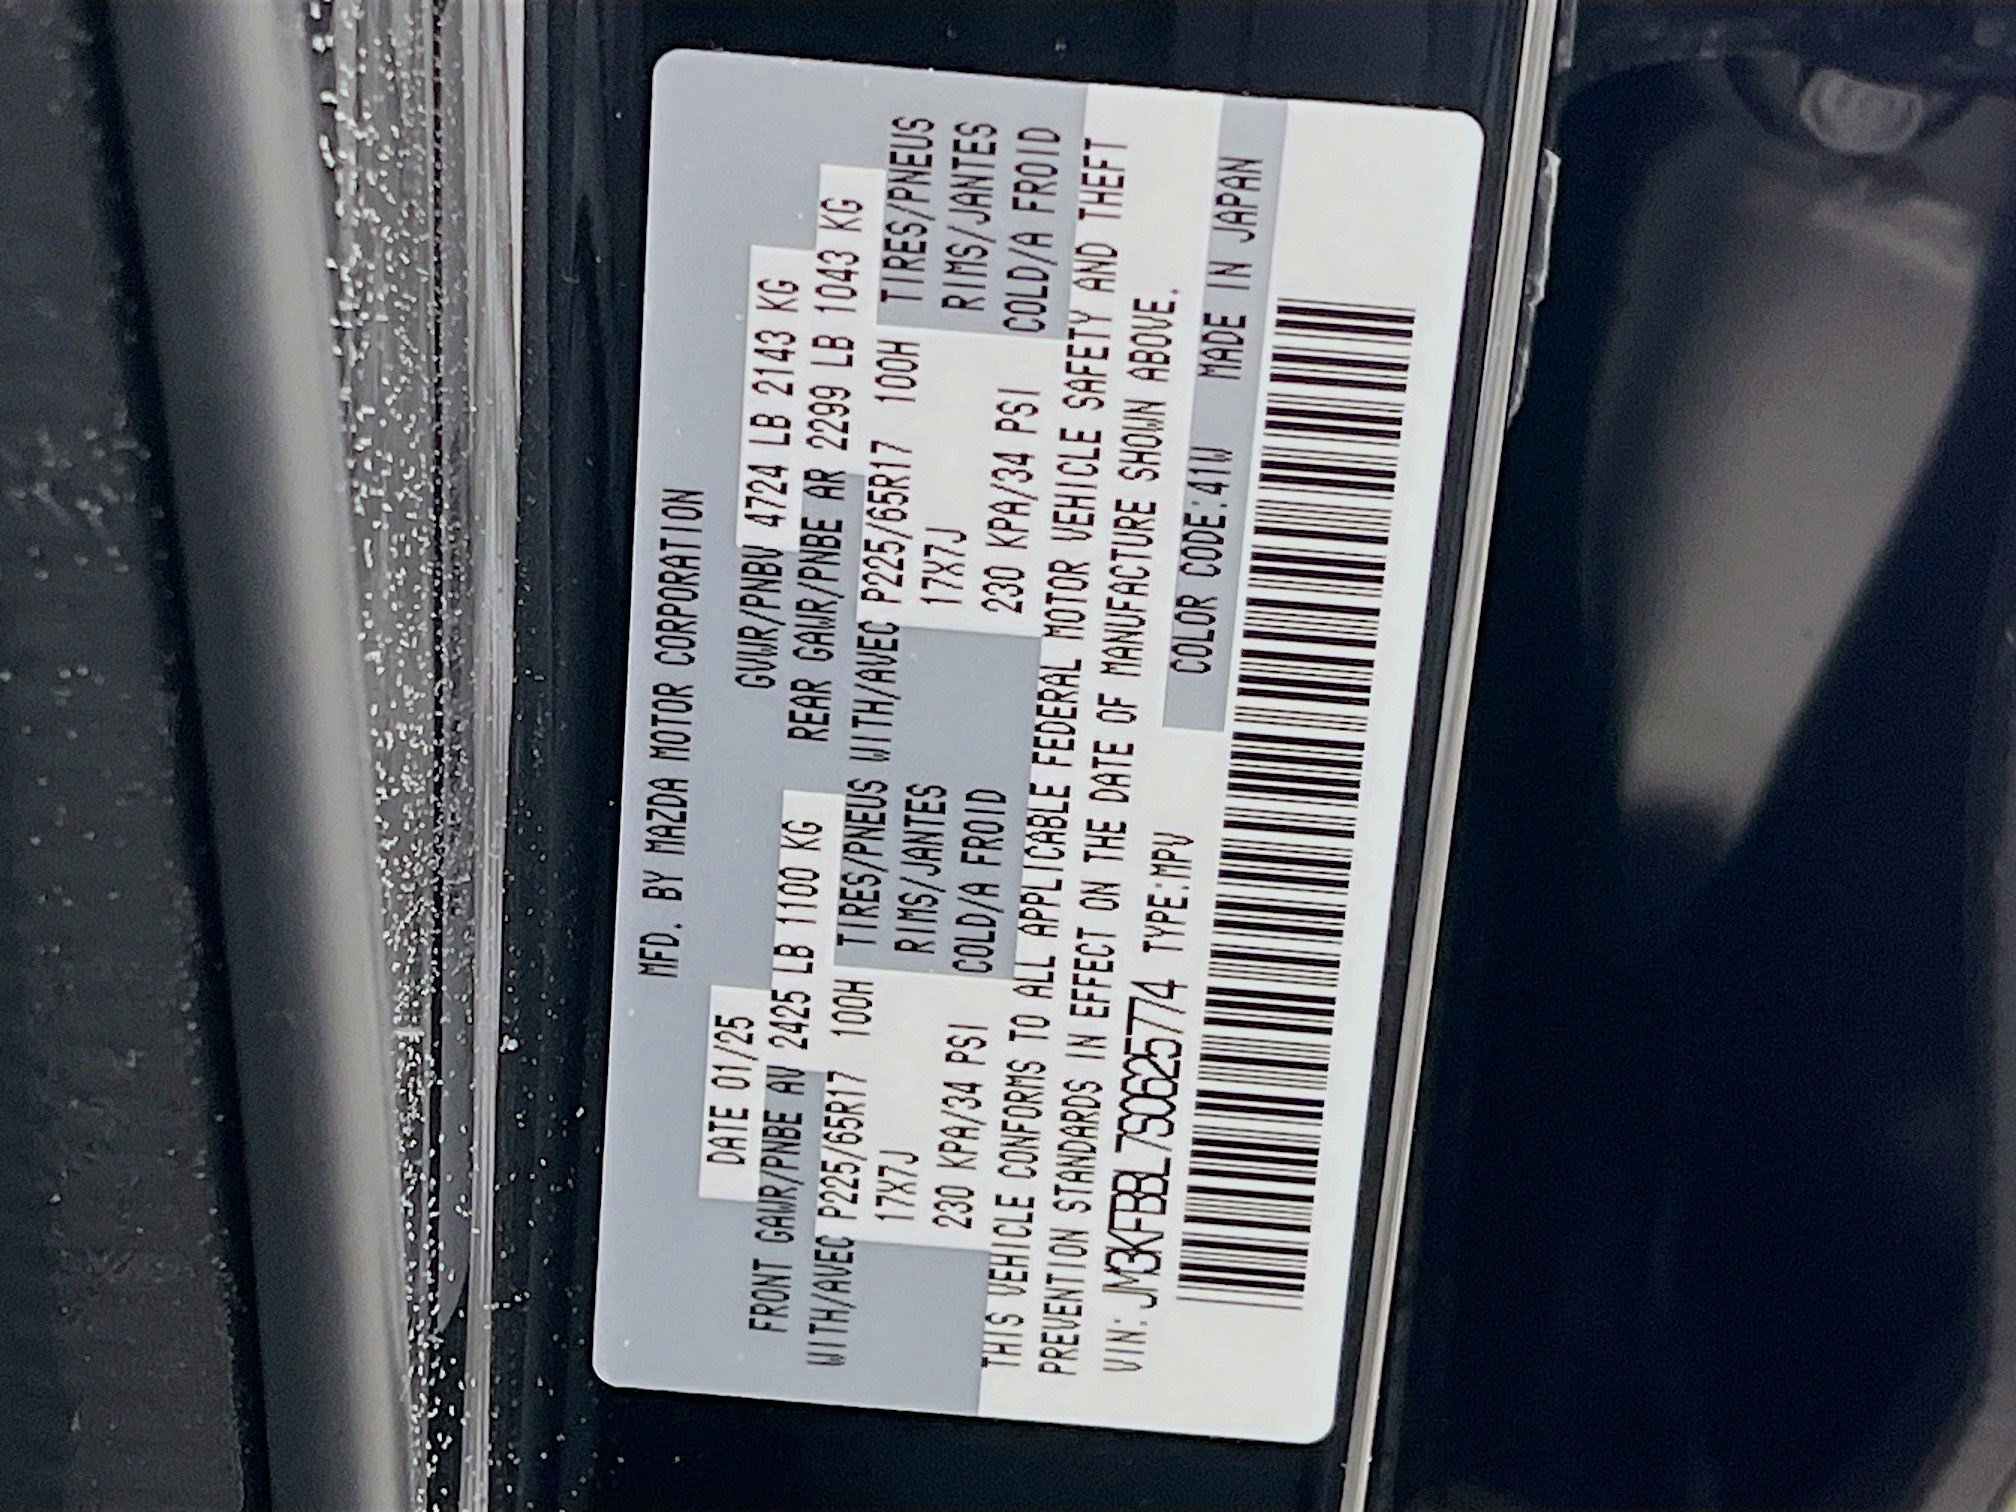 MFD. BY MAZDA MOTOR CORPORATION
DATE 01/25 GVWR/PNBV 4724 LB 2143 KG
FRONT GAWR/PNBE AV 2425 LB 1100 KG REAR GAWR/PNBE AR 2299 LB 1043 KG
WITH/AVEC P225/65R17 100H TIRES/PNEUS WITH/AVEC P225/65R17 100H TIRES/PNEUS
17X7J RIMS/JANTES 17X7J RIMS/JANTES
230 KPA/34 PSI COLD/A FROID 230 KPA/34 PSI COLD/A FROID
THIS VEHICLE CONFORMS TO ALL APPLICABLE FEDERAL MOTOR VEHICLE SAFETY AND THEFT
PREVENTION STANDARDS IN EFFECT ON THE DATE OF MANUFACTURE SHOWN ABOVE.
VIN: JM3KFBBL7S0625774 TYPE:MPV COLOR CODE:41W MADE IN JAPAN